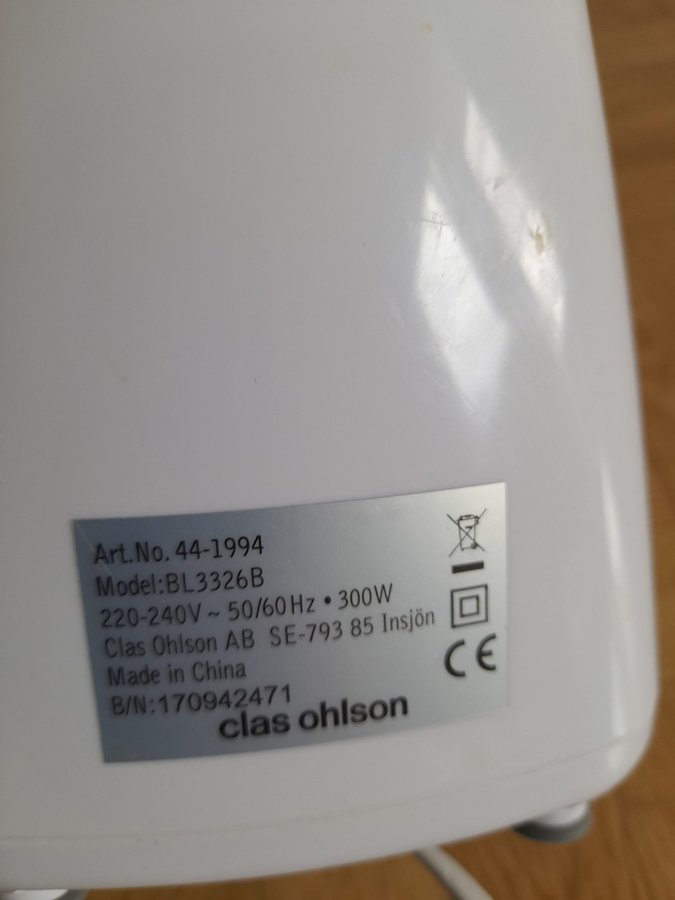 Art.No. 44-1994
Model:BL3326B
220-240V ~ 50/60Hz • 300W
Clas Ohlson AB SE-793 85 Insjön
Made in China
B/N:170942471
clas ohlson
CE